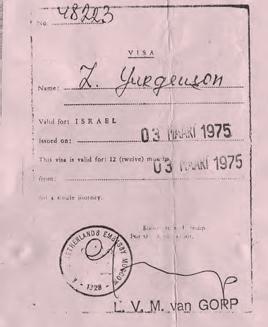 No. 48223
VISA
Name: Z. Yurgenson
Valid for: ISRAEL
Issued on: 03 MAART 1975
This visa is valid for: 12 (twelve) months
from: 03 MAART 1975
for a single journey.
NETHERLANDS EMBASSY MOSCOW
L. V. M. van GORP